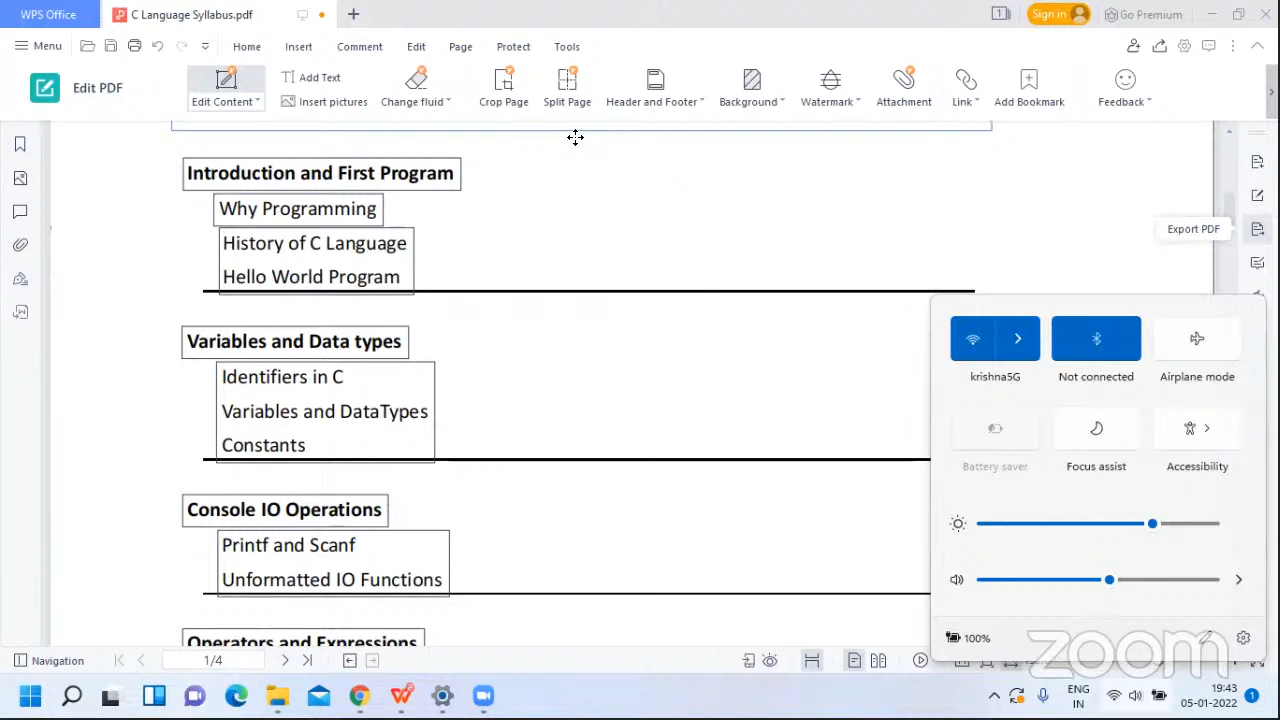 WPS Office
C Language Syllabus.pdf
1
Sign in
Go Premium
Menu
Home
Insert
Comment
Edit
Page
Protect
Tools
Edit PDF
Edit Content
Add Text
Insert pictures
Change fluid
Crop Page
Split Page
Header and Footer
Background
Watermark
Attachment
Link
Add Bookmark
Feedback
Introduction and First Program
Why Programming
History of C Language
Hello World Program
Export PDF
Variables and Data types
Identifiers in C
Variables and DataTypes
Constants
Console IO Operations
Printf and Scanf
Unformatted IO Functions
Operators and Expressions
krishna5G
Not connected
Airplane mode
Battery saver
Focus assist
Accessibility
100%
zoom
Navigation
1/4
ENG
IN
19:43
05-01-2022
1